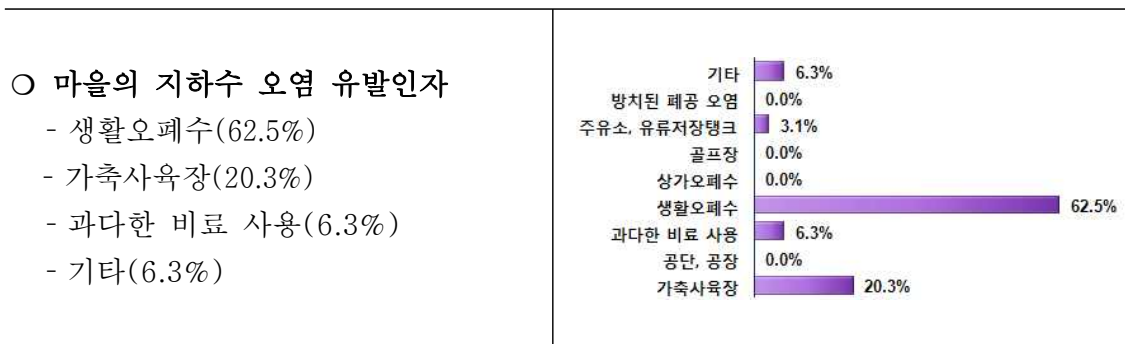 ❍ 마을의 지하수 오염 유발인자
- 생활오폐수(62.5%)
- 가축사육장(20.3%)
- 과다한 비료 사용(6.3%)
- 기타(6.3%)
기타 6.3%
방치된 폐공 오염 0.0%
주유소, 유류저장탱크 3.1%
골프장 0.0%
상가오폐수 0.0%
생활오폐수 62.5%
과다한 비료 사용 6.3%
공단, 공장 0.0%
가축사육장 20.3%